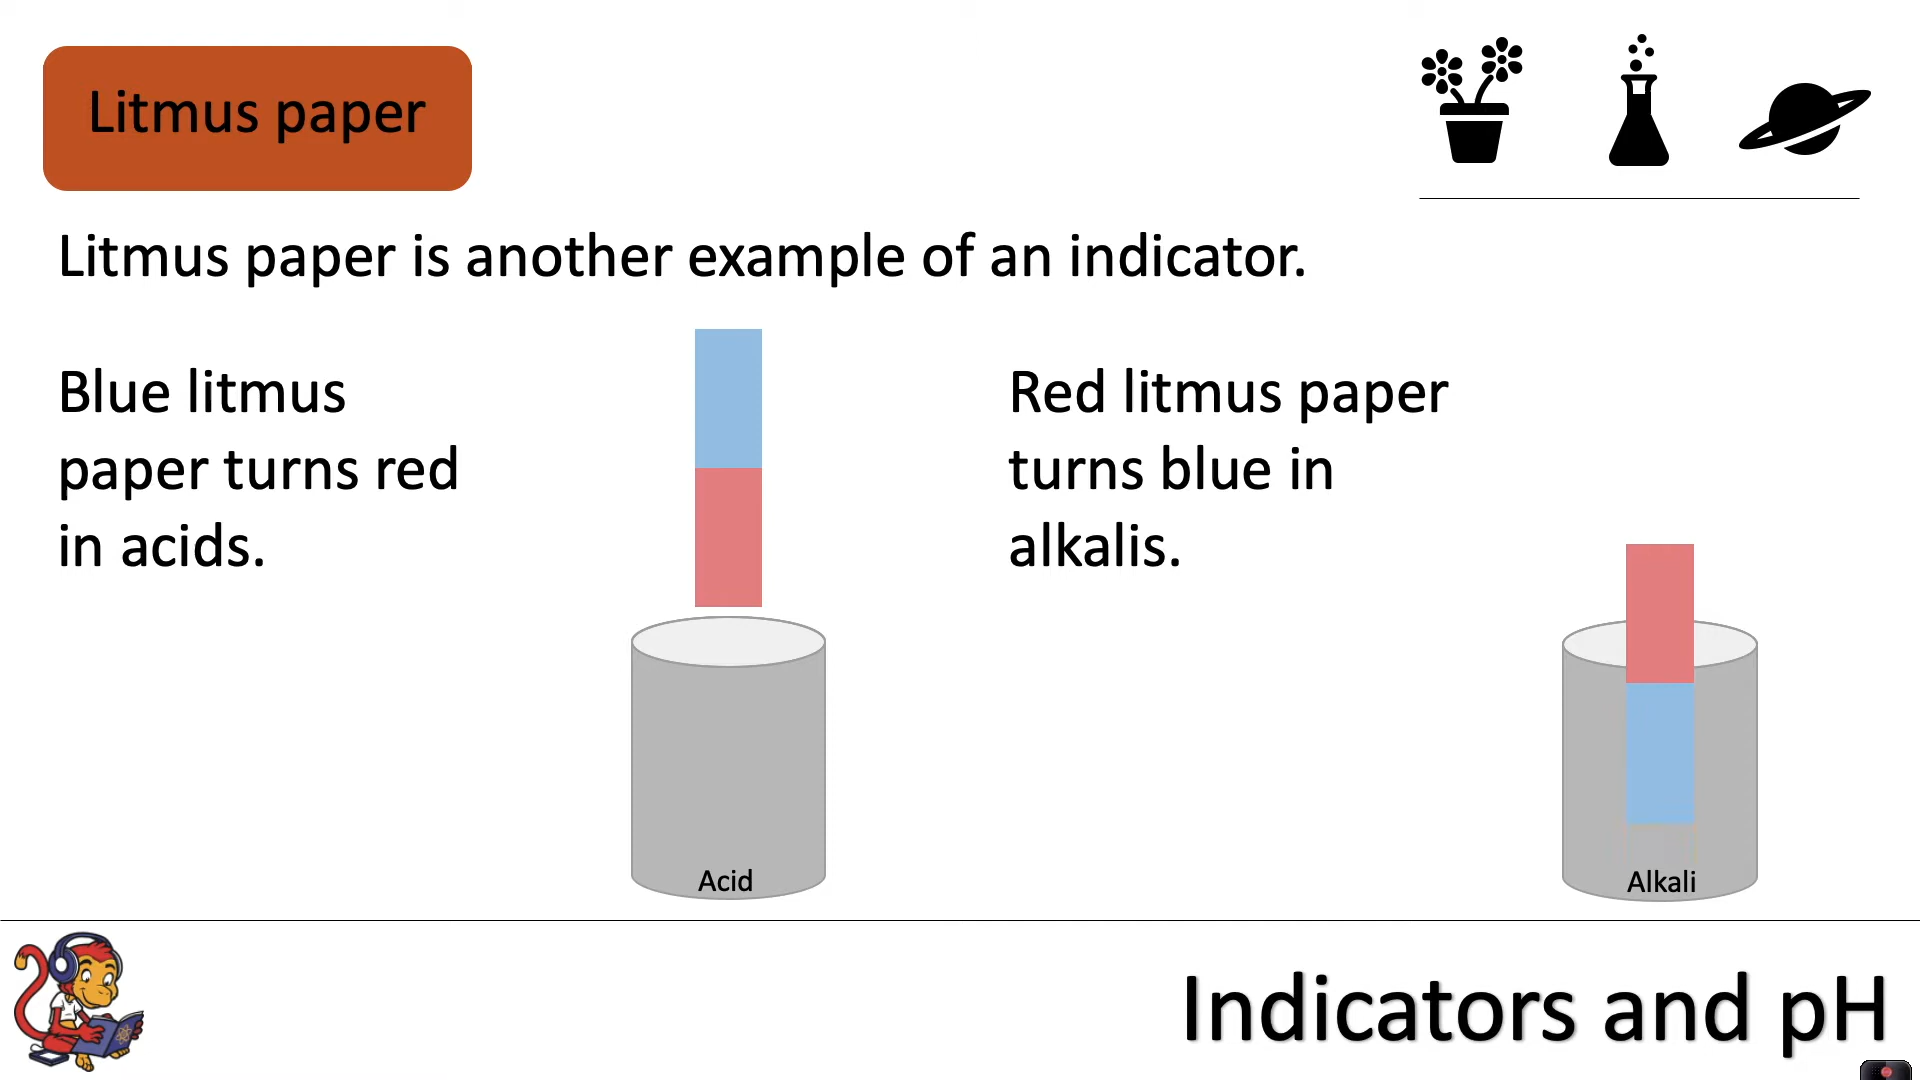 Litmus paper
Litmus paper is another example of an indicator.
Blue litmus
paper turns red
in acids.
Red litmus paper
turns blue in
alkalis.
Acid
Alkali
Indicators and pH